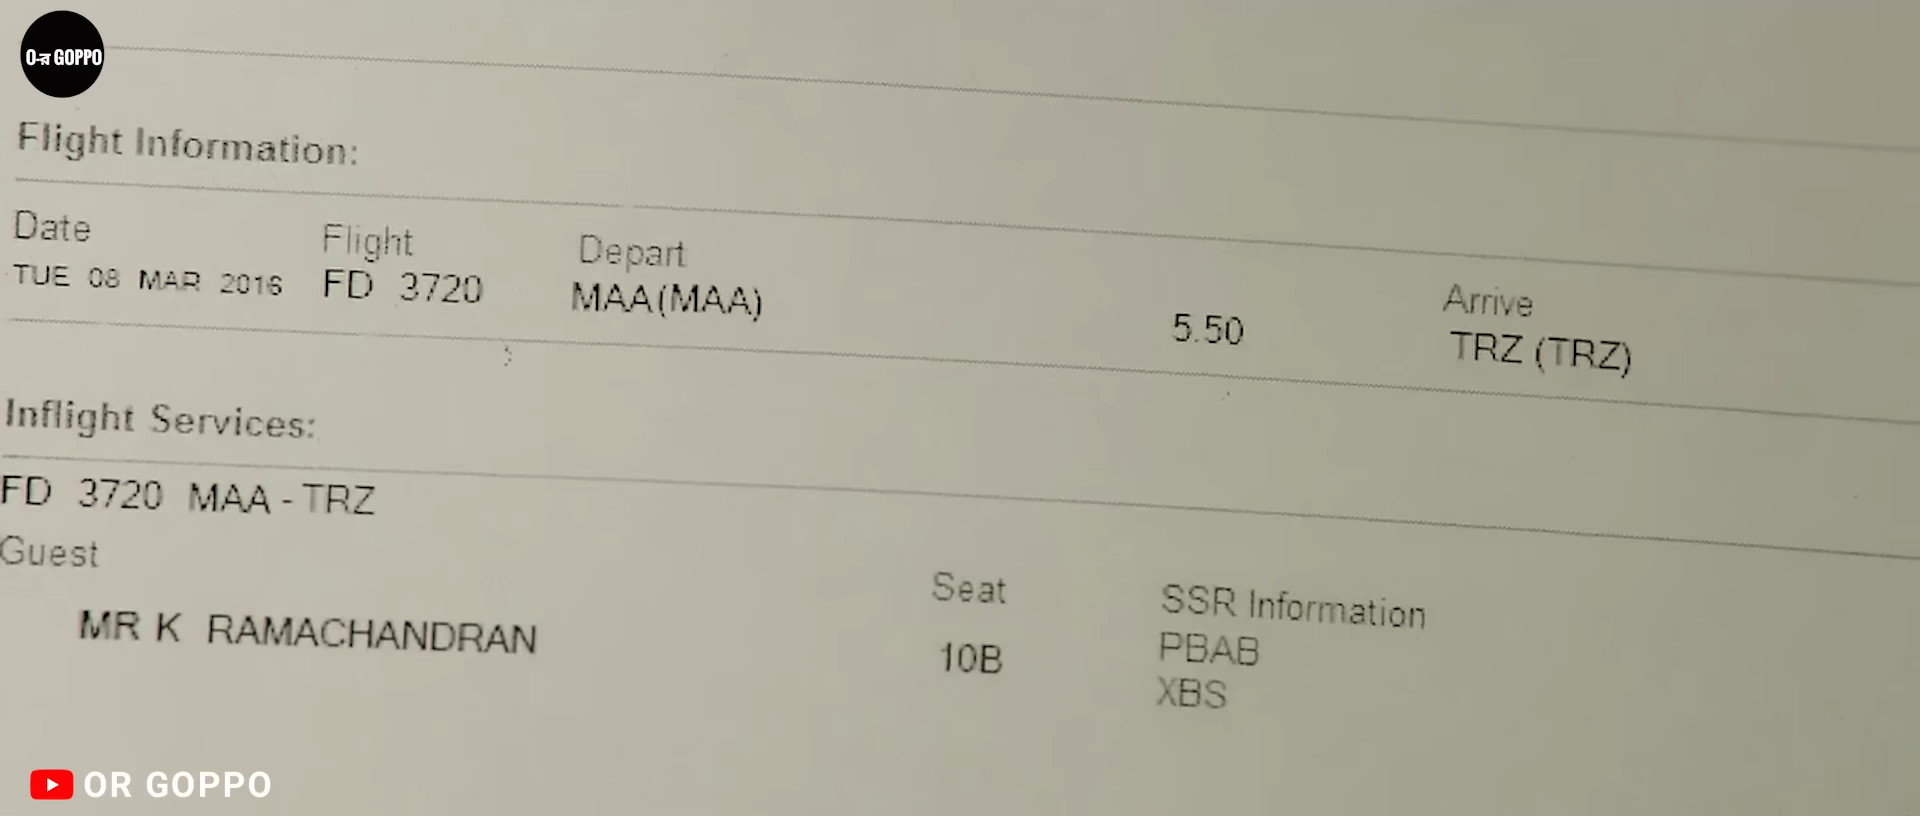 O-র GOPPO
Flight Information:
Date Flight Depart Arrive
TUE 08 MAR 2016 FD 3720 MAA(MAA) 5.50 TRZ (TRZ)
Inflight Services:
FD 3720 MAA - TRZ
Guest Seat SSR Information
MR K RAMACHANDRAN 10B PBAB
XBS
OR GOPPO